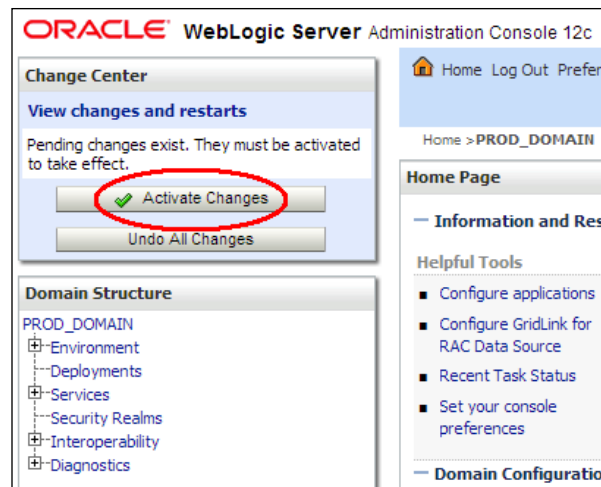 ORACLE WebLogic Server Administration Console 12c
Change Center
View changes and restarts
Pending changes exist. They must be activated
to take effect.
Activate Changes
Undo All Changes
Domain Structure
PROD_DOMAIN
Environment
Deployments
Services
Security Realms
Interoperability
Diagnostics
Home Log Out
Home >PROD_DOMAIN
Home Page
Information and
Helpful Tools
Configure applications
Configure GridLink for
RAC Data Source
Recent Task Status
Set your console
preferences
Domain